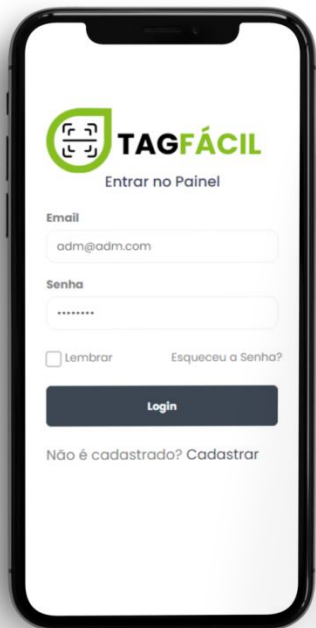 TAGFÁCIL
Entrar no Painel
Email
adm@adm.com
Senha
••••••••
Lembrar Esqueceu a Senha?
Login
Não é cadastrado? Cadastrar